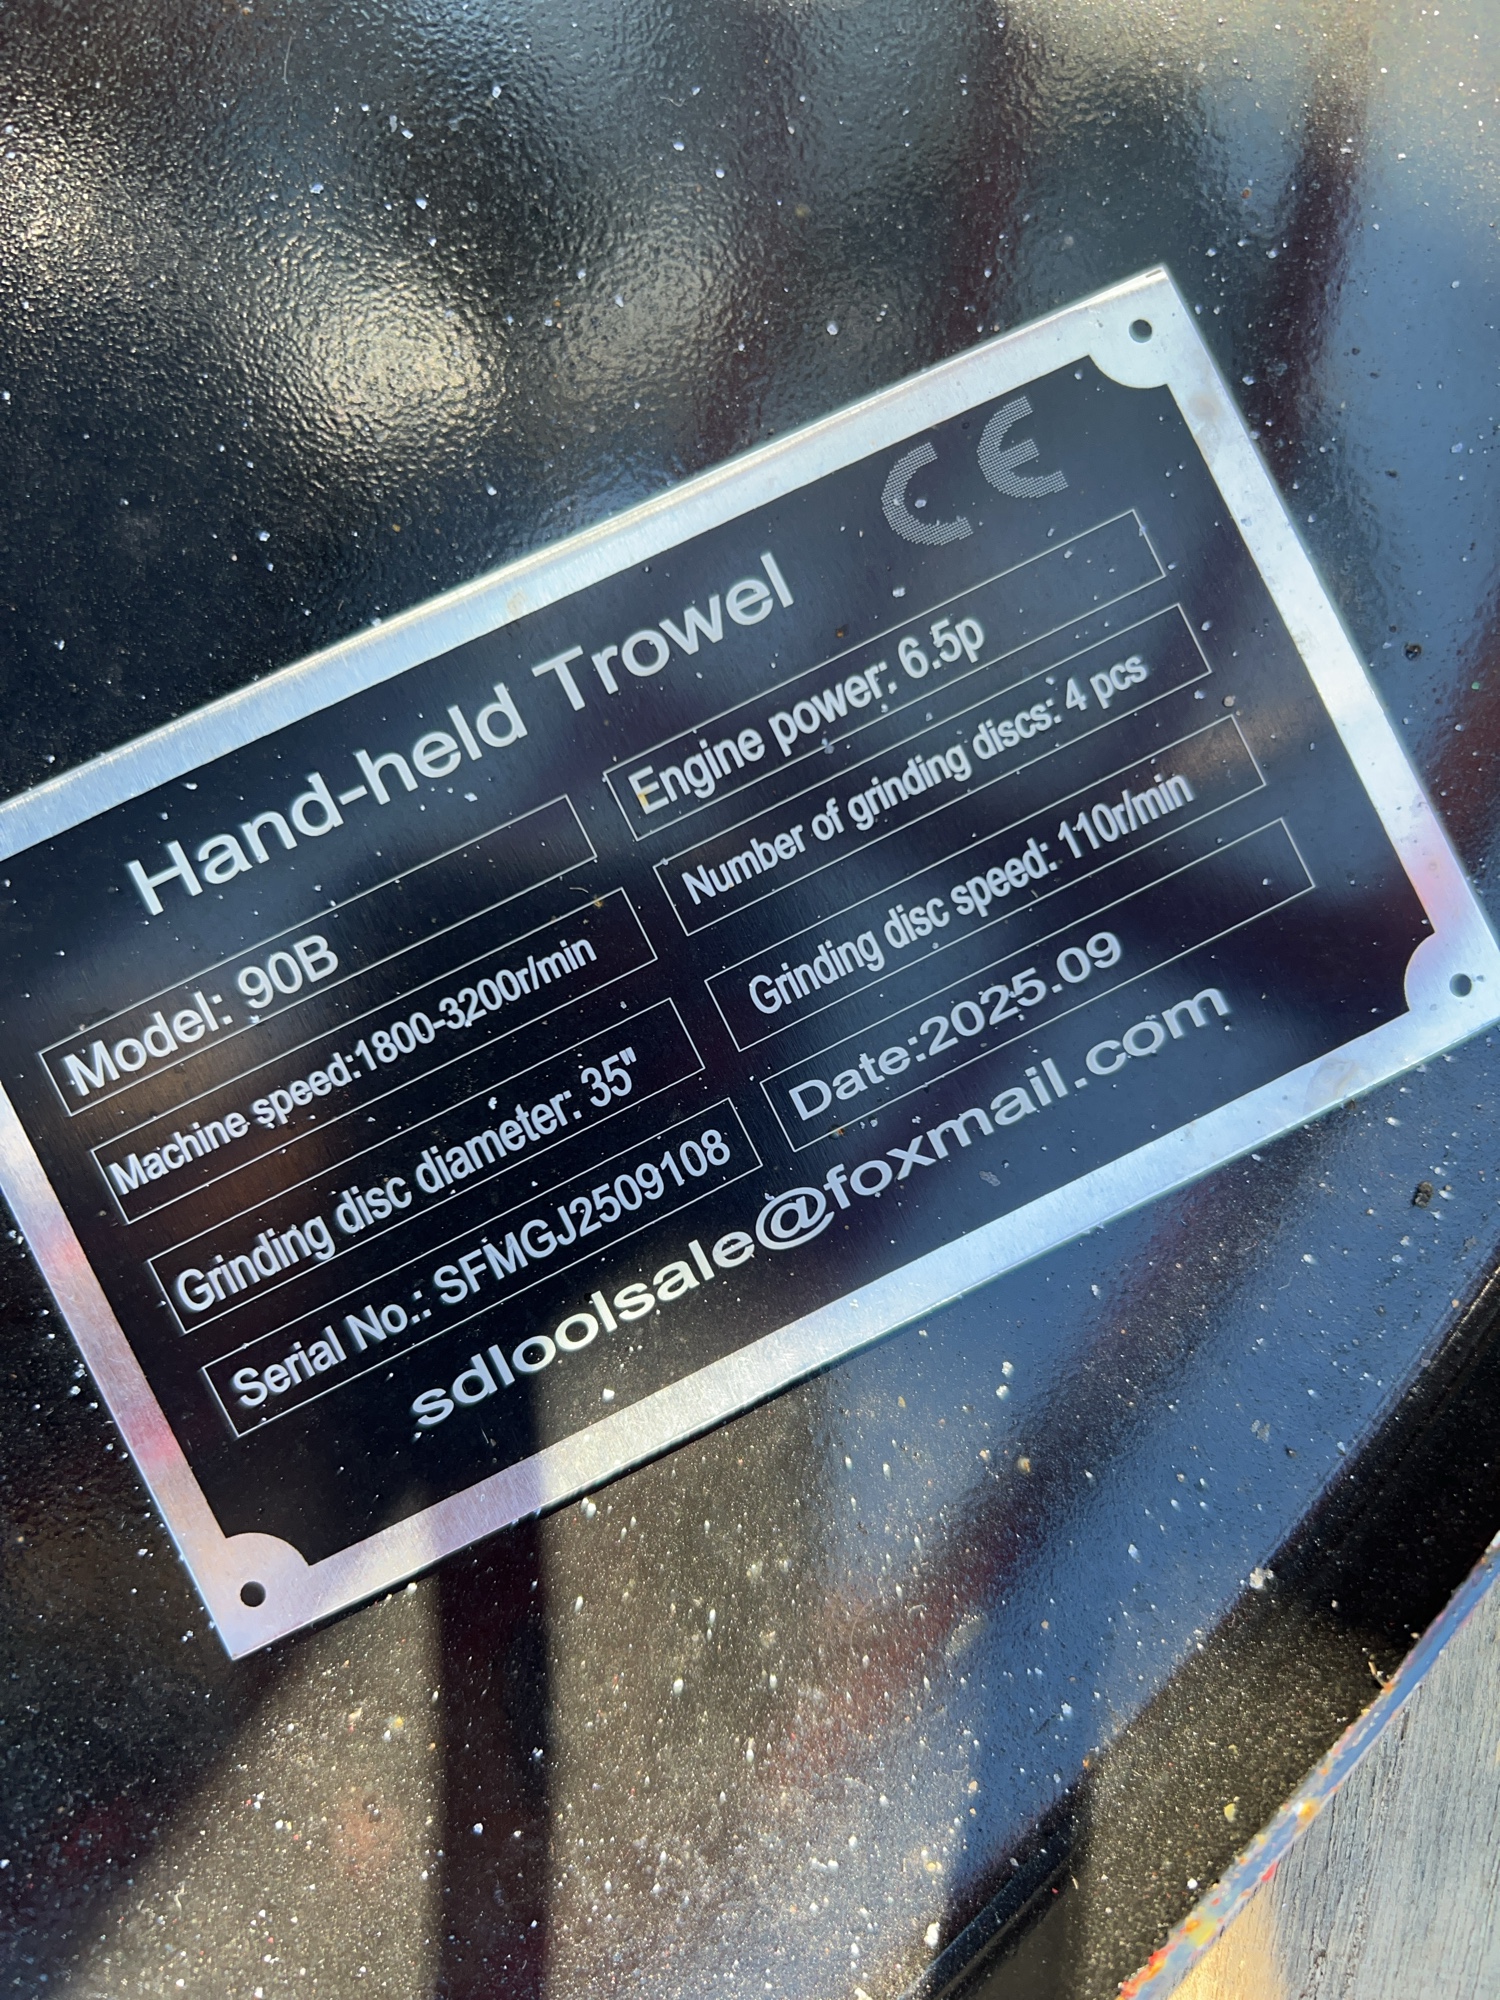 CE
Hand-held Trowel
Model: 90B
Engine power: 6.5p
Machine speed:1800-3200r/min
Number of grinding discs: 4 pcs
Grinding disc diameter: 35"
Grinding disc speed: 110r/min
Serial No.: SFMGJ2509108
Date:2025.09
sdloolsale@foxmail.com